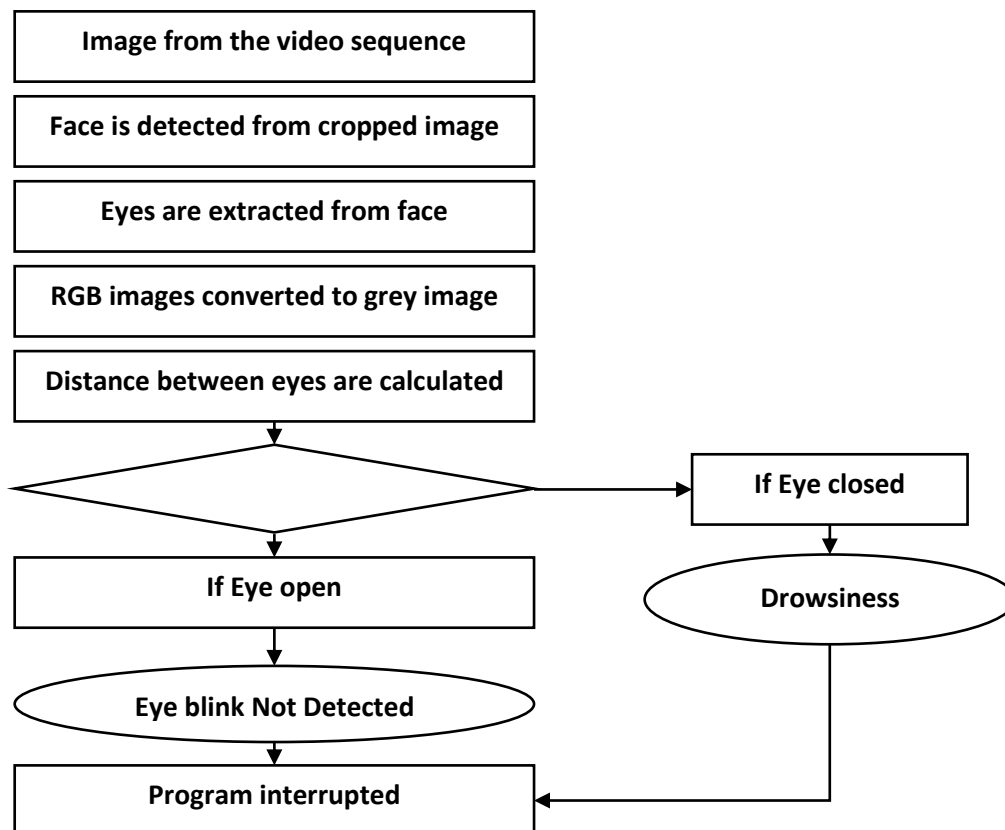 Image from the video sequence
Face is detected from cropped image
Eyes are extracted from face
RGB images converted to grey image
Distance between eyes are calculated
If Eye closed
If Eye open
Drowsiness
Eye blink Not Detected
Program interrupted